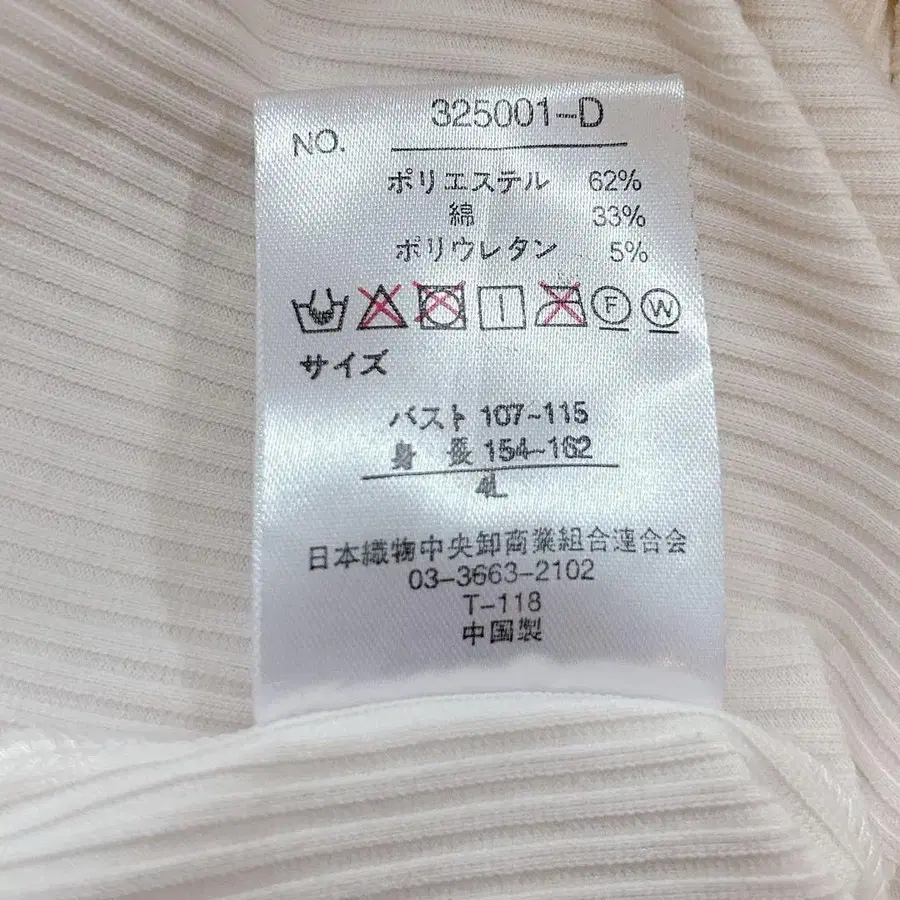 NO. 325001-D
ポリエステル 62%
綿 33%
ポリウレタン 5%
F W
サイズ
バスト 107~115
身長 154~162
4L
日本織物中央卸商業組合連合会
03-3663-2102
T-118
中国製